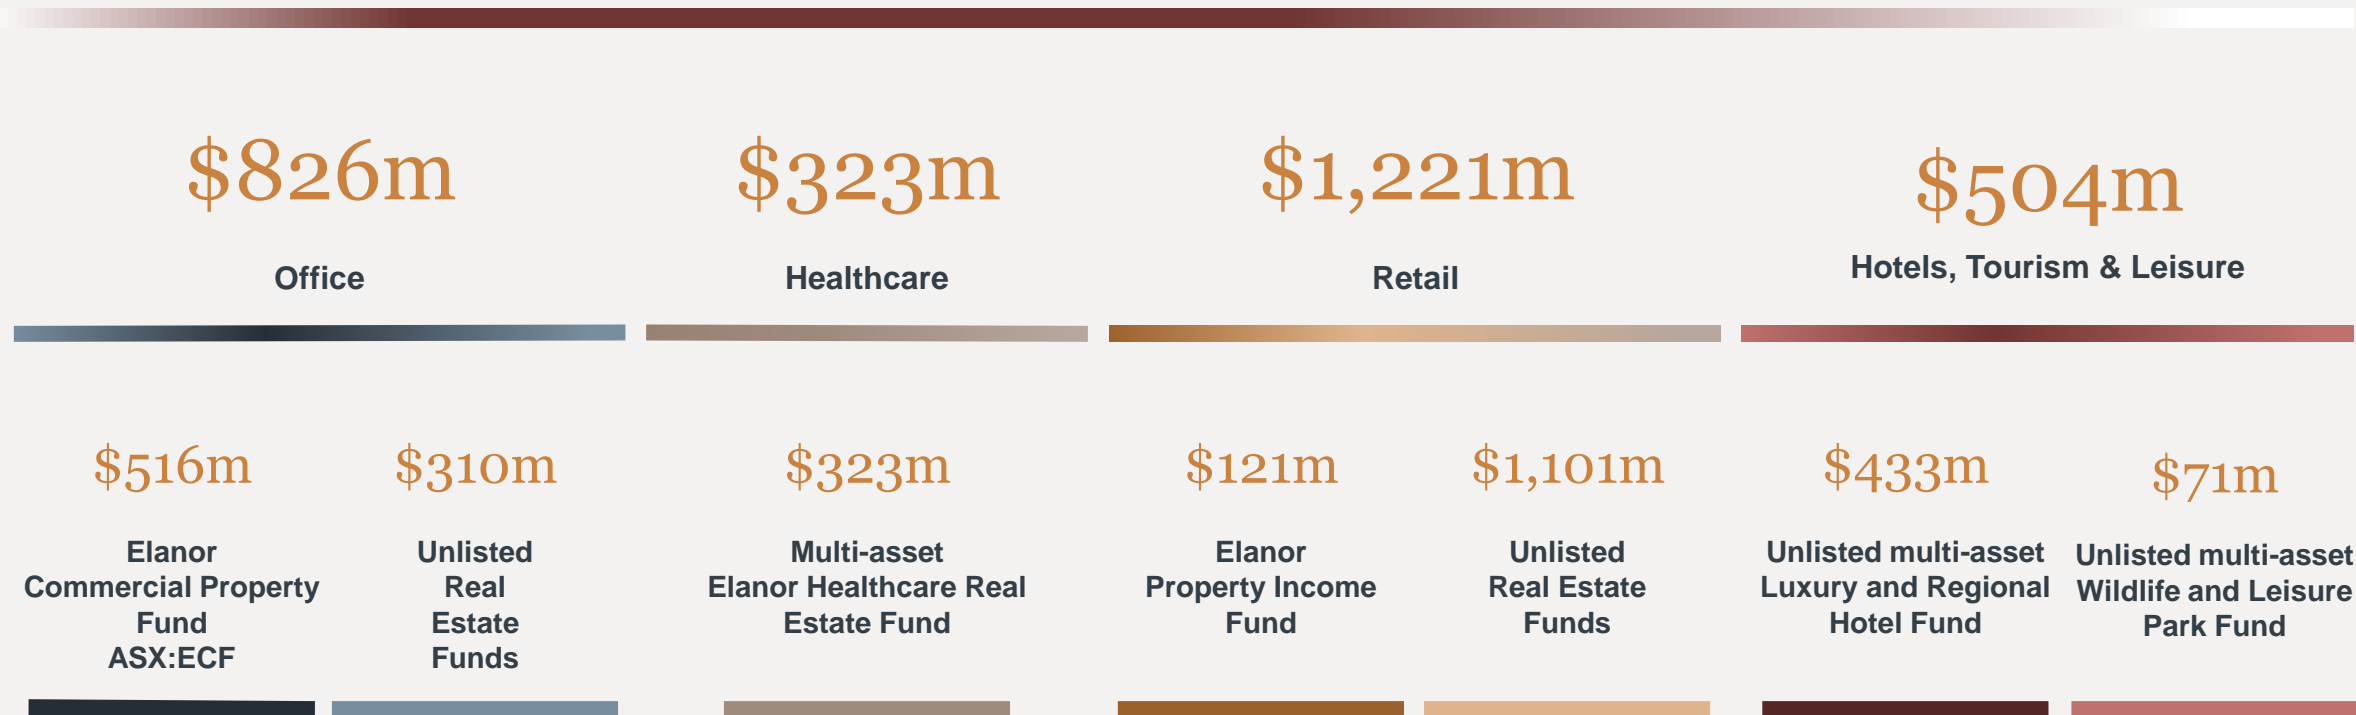 $826m
Office
$323m
Healthcare
$1,221m
Retail
$504m
Hotels, Tourism & Leisure
$516m
Elanor
Commercial Property
Fund
ASX:ECF
$310m
Unlisted
Real
Estate
Funds
$323m
Multi-asset
Elanor Healthcare Real
Estate Fund
$121m
Elanor
Property Income
Fund
$1,101m
Unlisted
Real Estate
Funds
$433m
Unlisted multi-asset
Luxury and Regional
Hotel Fund
$71m
Unlisted multi-asset
Wildlife and Leisure
Park Fund